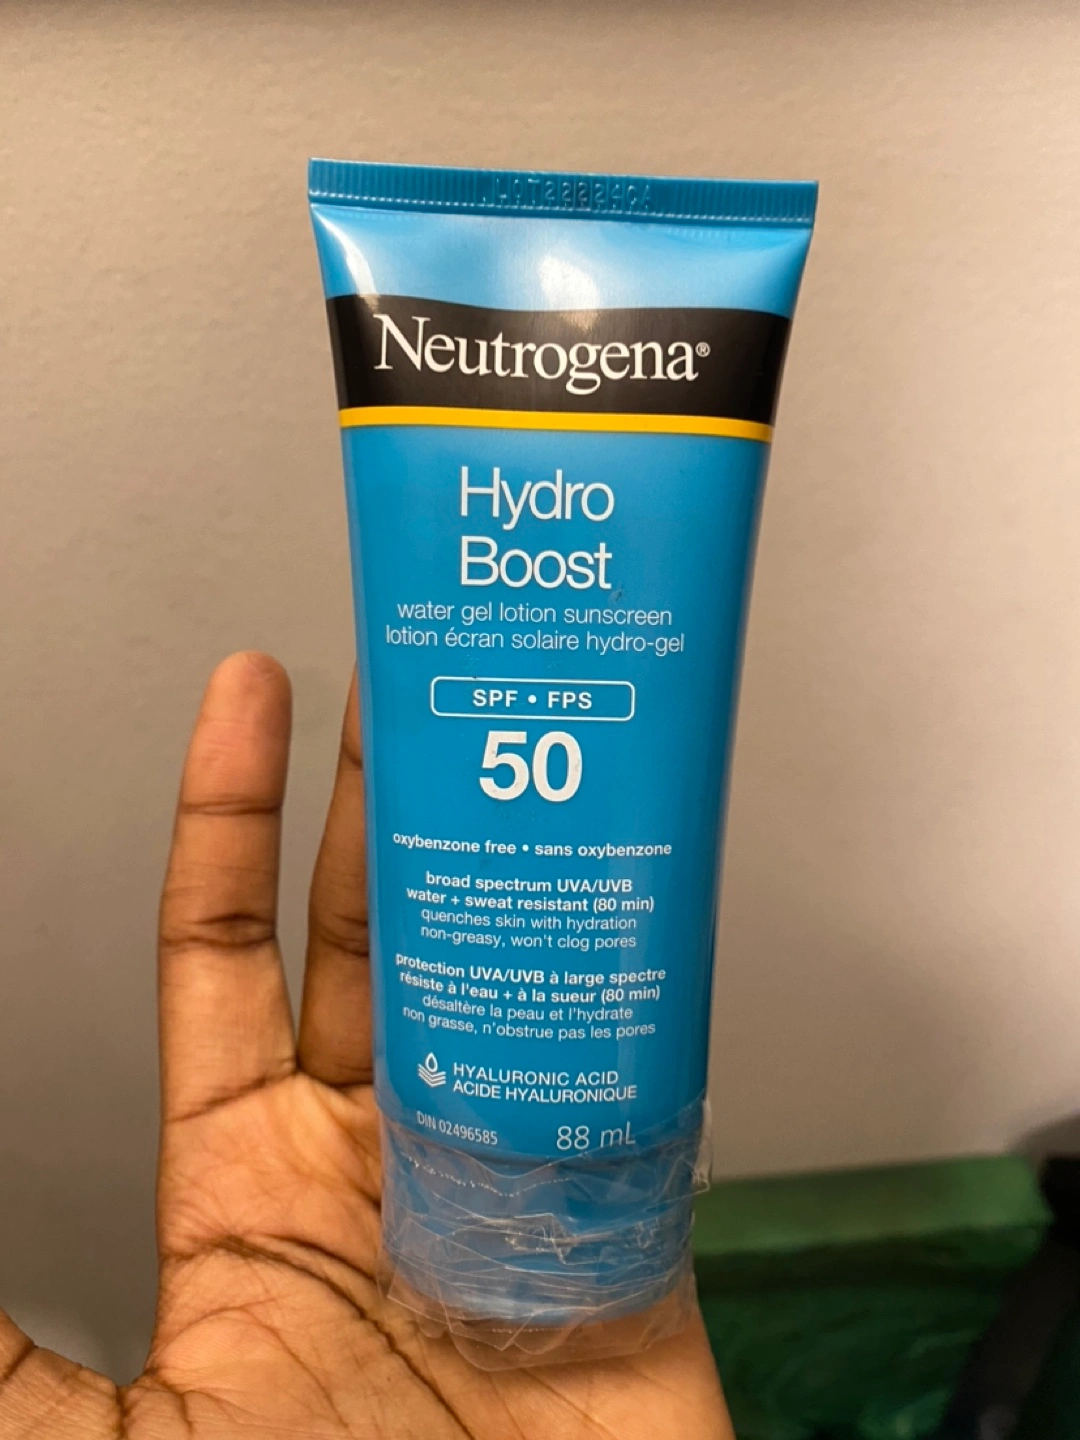 Neutrogena®
Hydro
Boost
water gel lotion sunscreen
lotion écran solaire hydro-gel
SPF • FPS
50
oxybenzone free • sans oxybenzone
broad spectrum UVA/UVB
water + sweat resistant (80 min)
quenches skin with hydration
non-greasy, won't clog pores
protection UVA/UVB à large spectre
résiste à l'eau + à la sueur (80 min)
désaltère la peau et l'hydrate
non grasse, n'obstrue pas les pores
HYALURONIC ACID
ACIDE HYALURONIQUE
DIN 02496585 88 mL